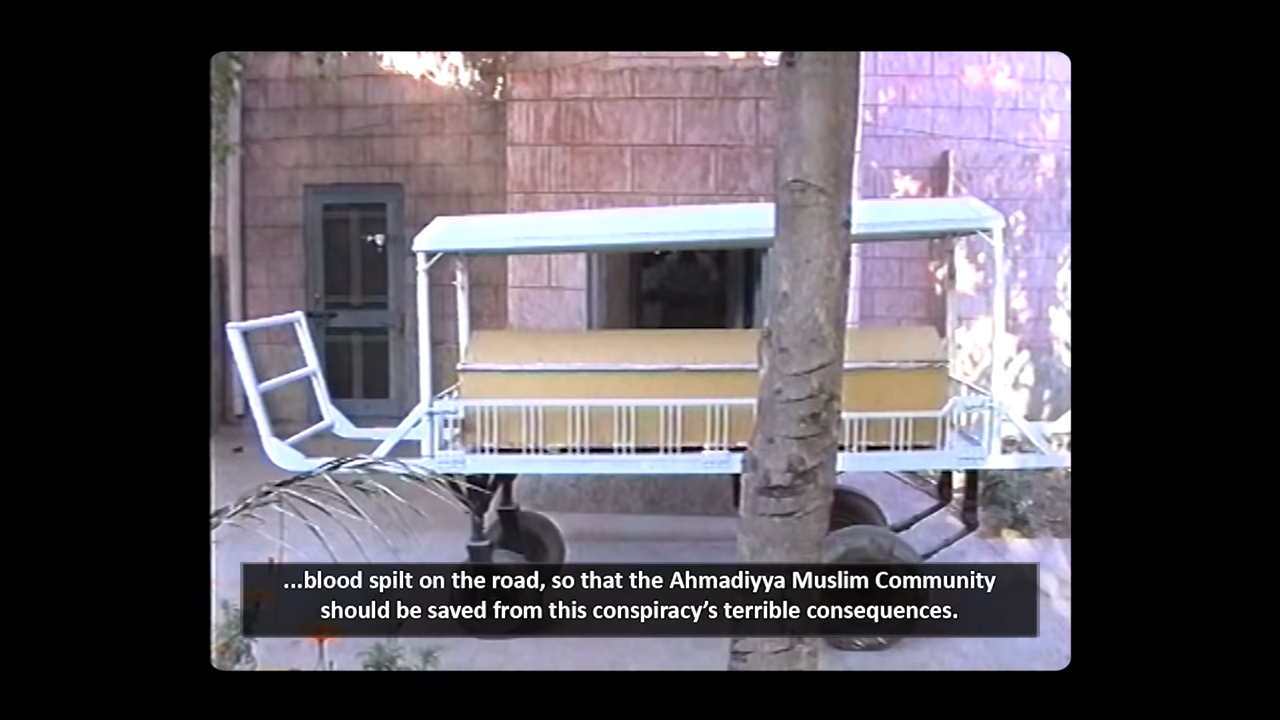 ...blood spilt on the road, so that the Ahmadiyya Muslim Community
should be saved from this conspiracy’s terrible consequences.